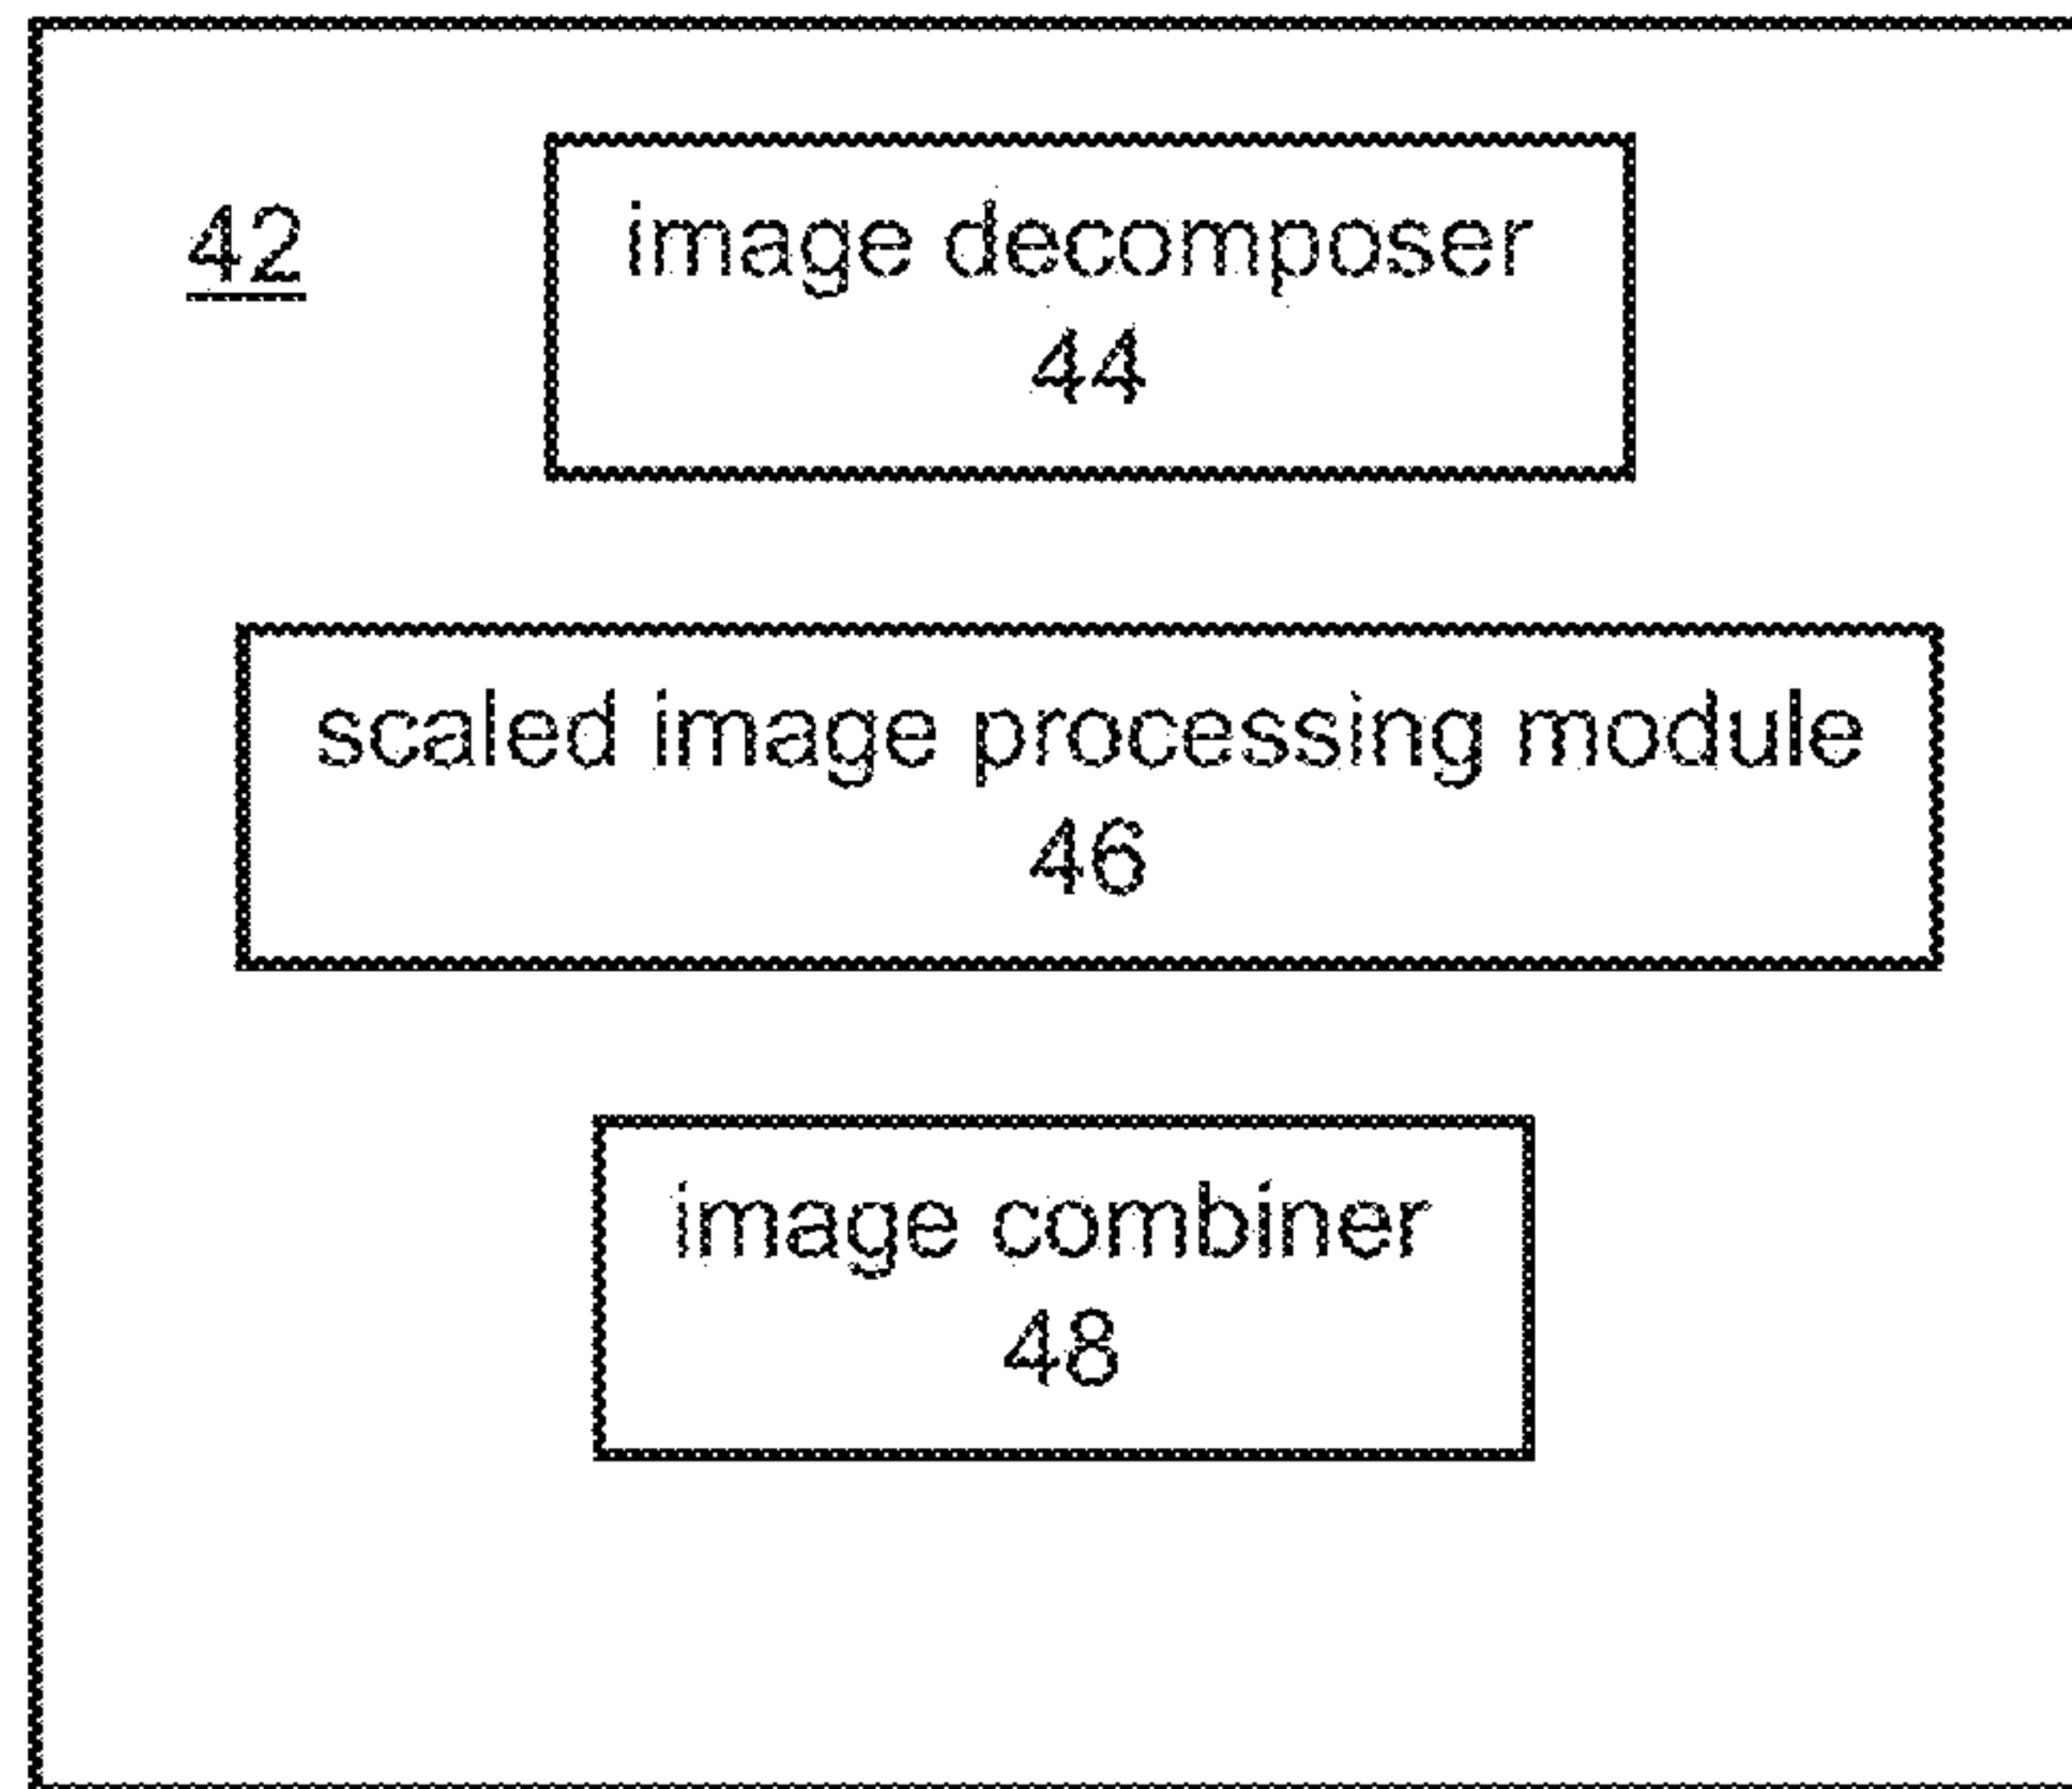 42
image decomposer
44
scaled image processing module
46
image combiner
48